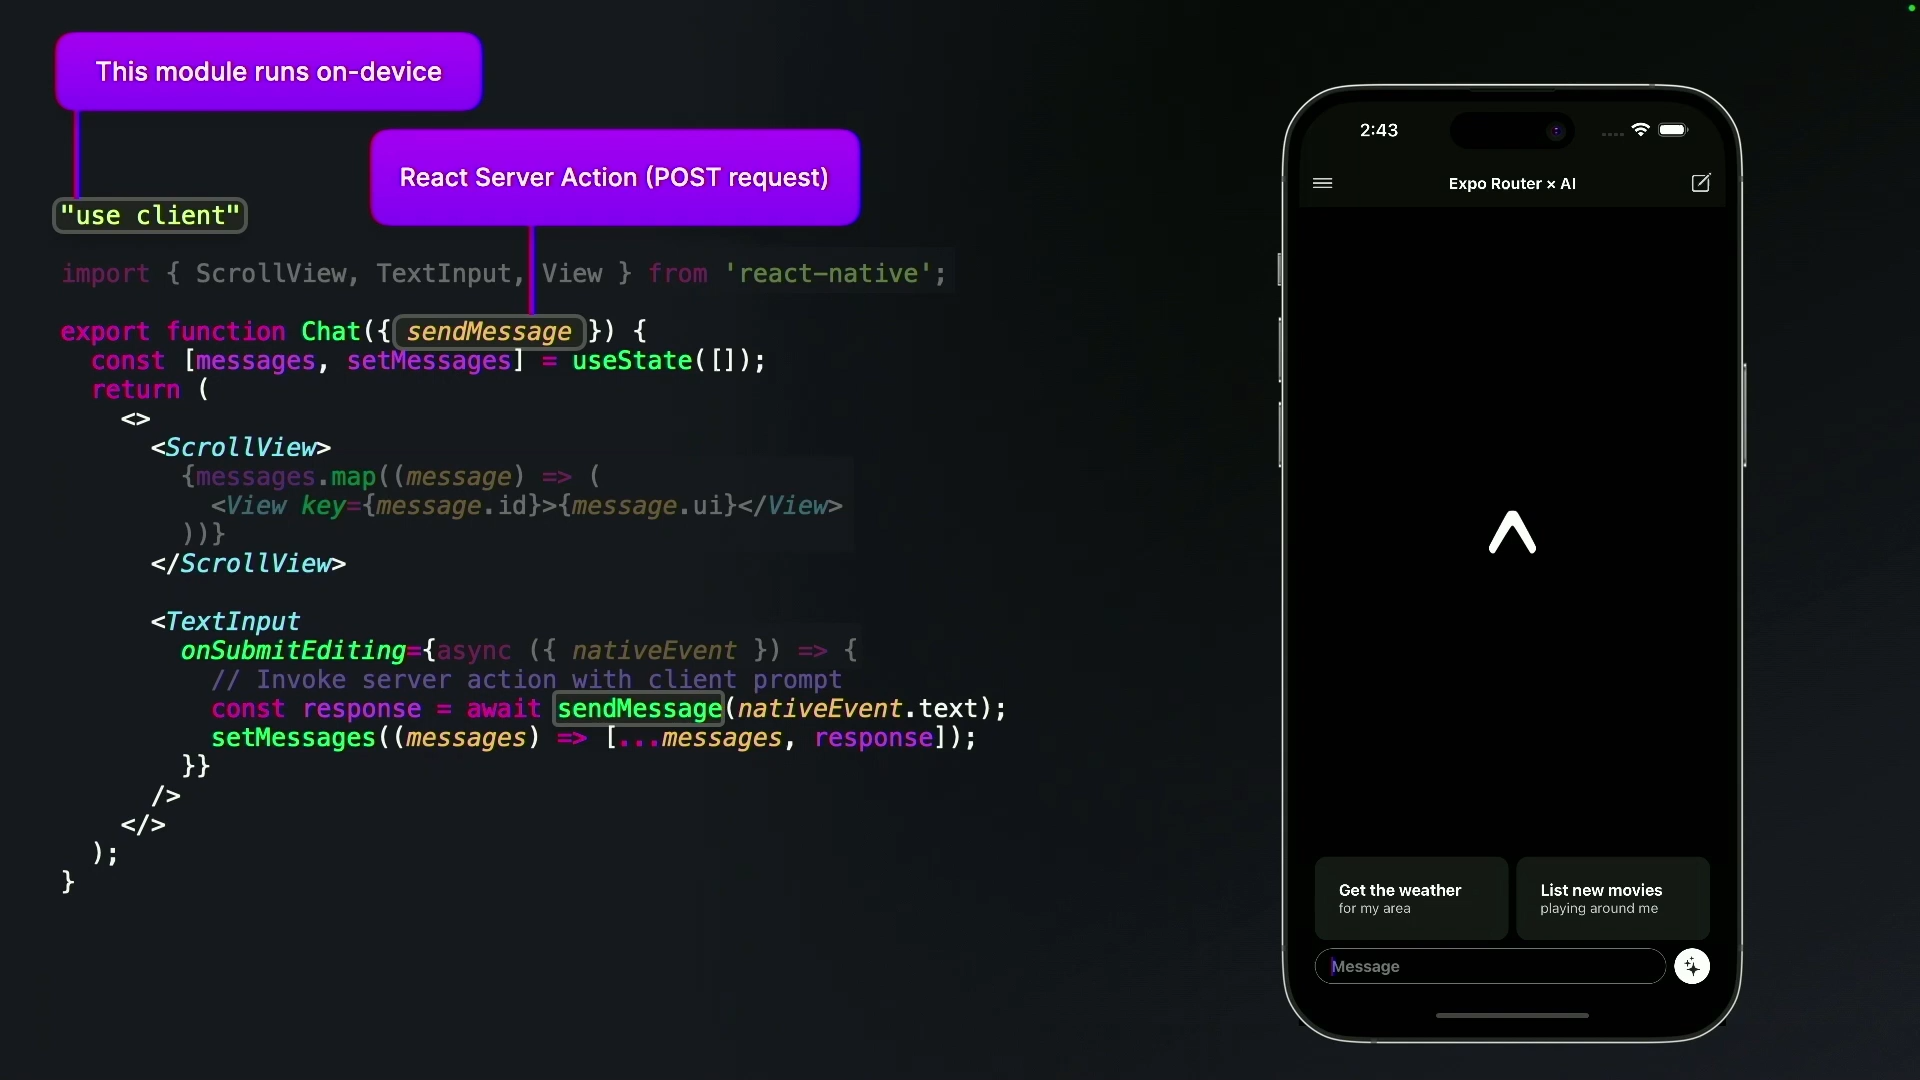 This module runs on-device
React Server Action (POST request)
"use client"
import { ScrollView, TextInput, View } from 'react-native';
export function Chat({ sendMessage }) {
const [messages, setMessages] = useState([]);
return (
<>
<ScrollView>
{messages.map((message) => (
<View key={message.id}>{message.ui}</View>
))}
</ScrollView>
<TextInput
onSubmitEditing={async ({ nativeEvent }) => {
// Invoke server action with client prompt
const response = await sendMessage(nativeEvent.text);
setMessages((messages) => [...messages, response]);
}}
/>
</>
);
}
2:43
Expo Router × AI
Get the weather
for my area
List new movies
playing around me
Message